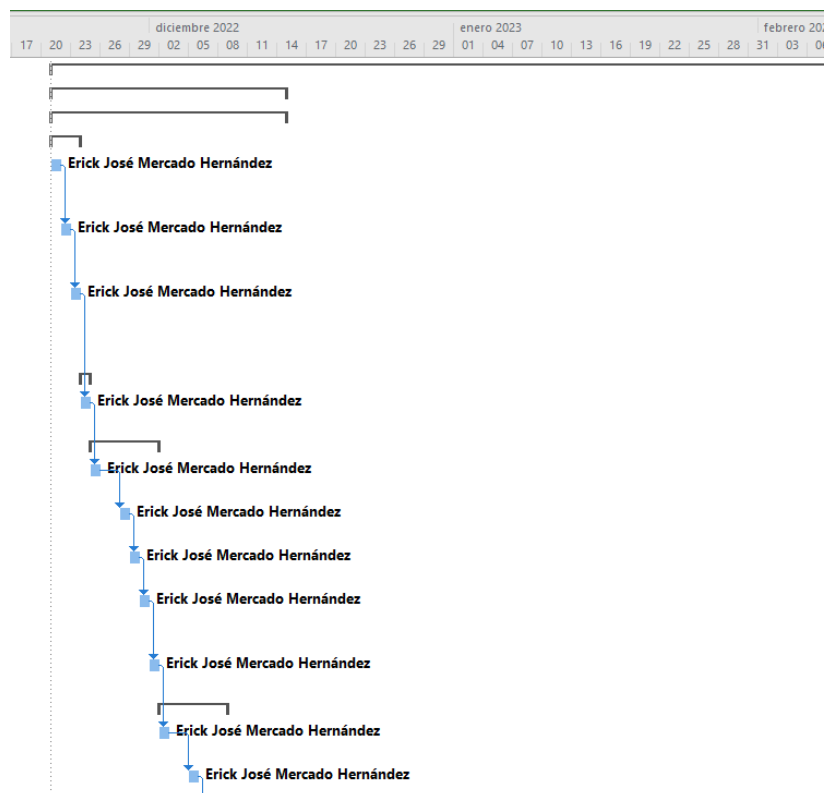 diciembre 2022 enero 2023 febrero 202
17 20 23 26 29 02 05 08 11 14 17 20 23 26 29 01 04 07 10 13 16 19 22 25 28 31 03 06
Erick José Mercado Hernández
Erick José Mercado Hernández
Erick José Mercado Hernández
Erick José Mercado Hernández
Erick José Mercado Hernández
Erick José Mercado Hernández
Erick José Mercado Hernández
Erick José Mercado Hernández
Erick José Mercado Hernández
Erick José Mercado Hernández
Erick José Mercado Hernández